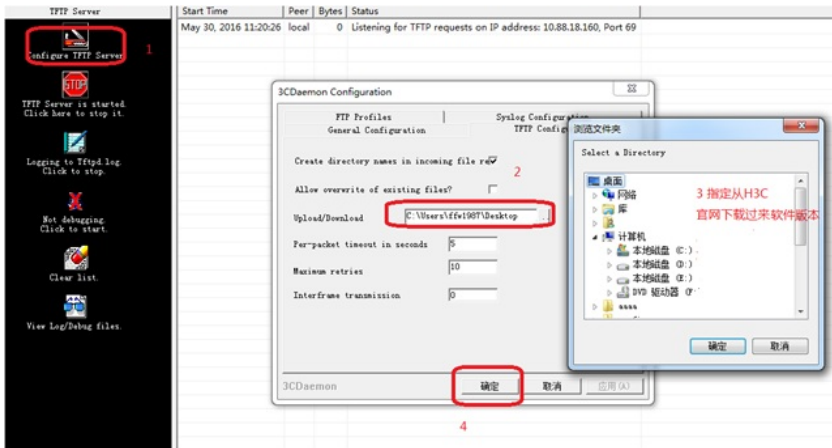 TFTP Server
Start Time Peer Bytes Status
May 30, 2016 11:20:26 local 0 Listening for TFTP requests on IP address: 10.88.18.160, Port 69
Configure TFTP Server
1
TFTP Server is started.
Click here to stop it.
Logging to Tftpd.log.
Click to stop.
Not debugging.
Click to start.
Clear list.
View Log/Debug files.
3CDaemon Configuration
FTP Profiles
General Configuration
Create directory names in incoming file re
2
Allow overwrite of existing files?
Upload/Download
C:\Users\ffw1987\Desktop
Per-packet timeout in seconds
5
Maximum retries
10
Interframe transmission
0
3CDaemon
确定
取消
应用(A)
4
浏览文件夹
Select a Directory
桌面
网络
库
计算机
本地磁盘 (C:)
本地磁盘 (D:)
本地磁盘 (E:)
DVD 驱动器
aaaa
3 指定从H3C
官网下载过来软件版本
确定
取消